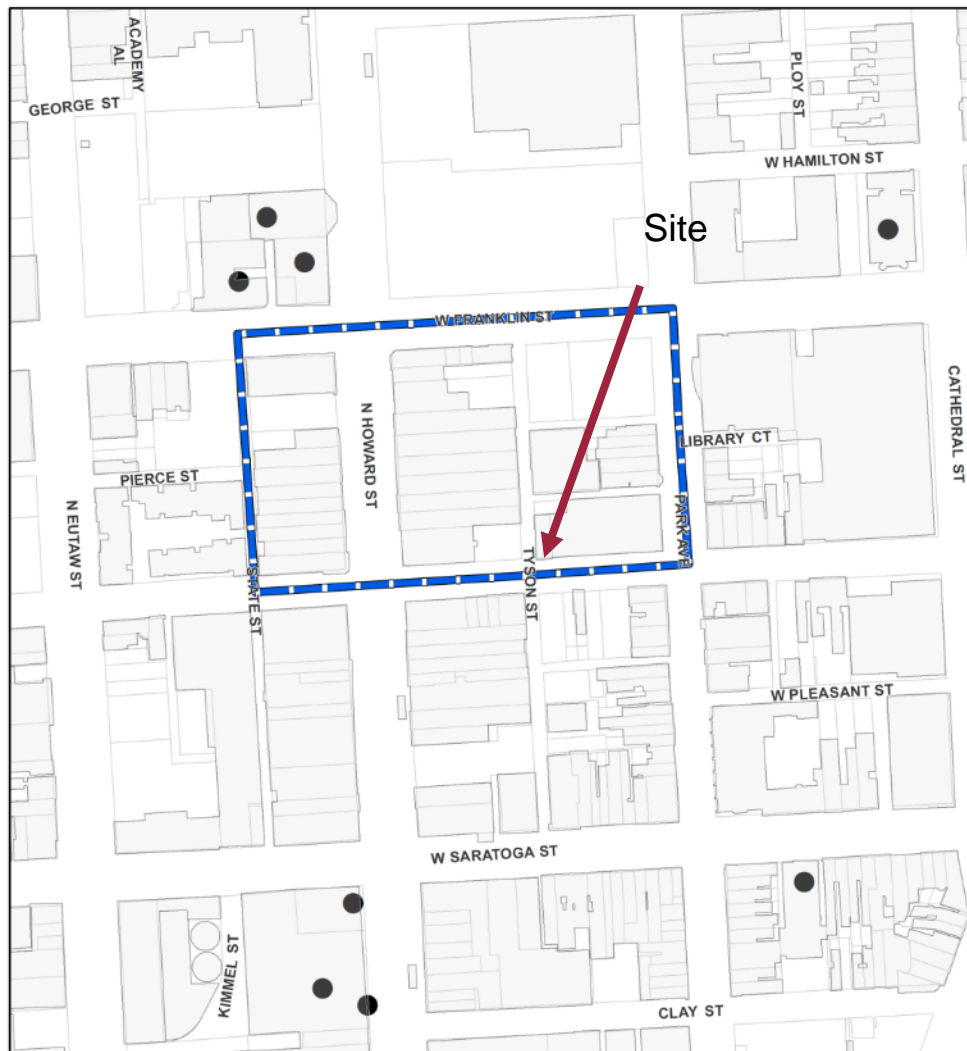 ACADEMY
AL
GEORGE ST
PLOY ST
W HAMILTON ST
Site
W FRANKLIN ST
N HOWARD ST
CATHEDRAL ST
LIBRARY CT
PIERCE ST
N EUTAW ST
PARK AVE
TYSON ST
STATE ST
W PLEASANT ST
W SARATOGA ST
KIMMEL ST
CLAY ST